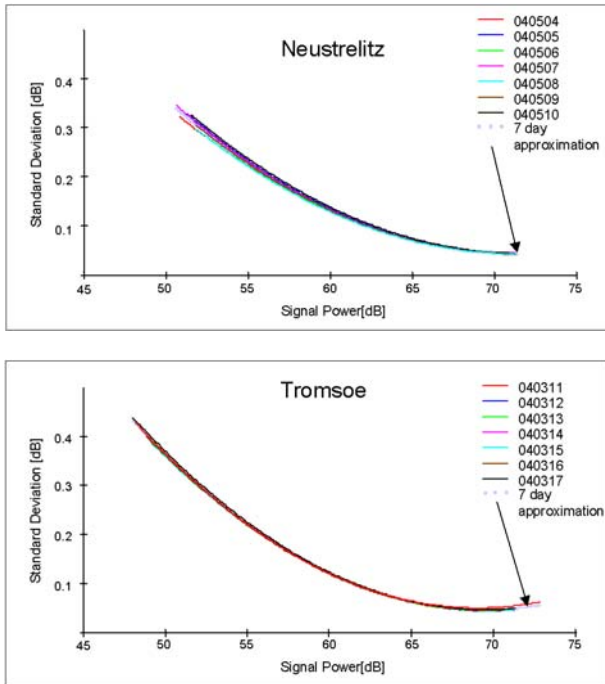 Neustrelitz
040504
040505
040506
040507
040508
040509
040510
7 day
approximation
Standard Deviation [dB]
0.4
0.3
0.2
0.1
45 50 55 60 65 70 75
Signal Power[dB]
Tromsoe
040311
040312
040313
040314
040315
040316
040317
7 day
approximation
Standard Deviation [dB]
0.4
0.3
0.2
0.1
45 50 55 60 65 70 75
Signal Power[dB]